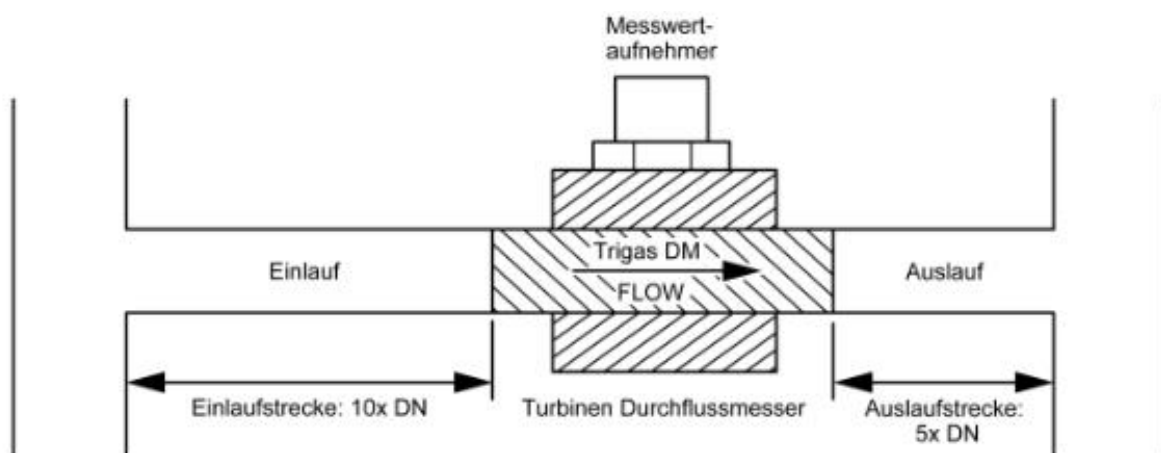 Messwert-
aufnehmer
Einlauf
Trigas DM
FLOW
Auslauf
Einlaufstrecke: 10x DN
Turbinen Durchflussmesser
Auslaufstrecke:
5x DN